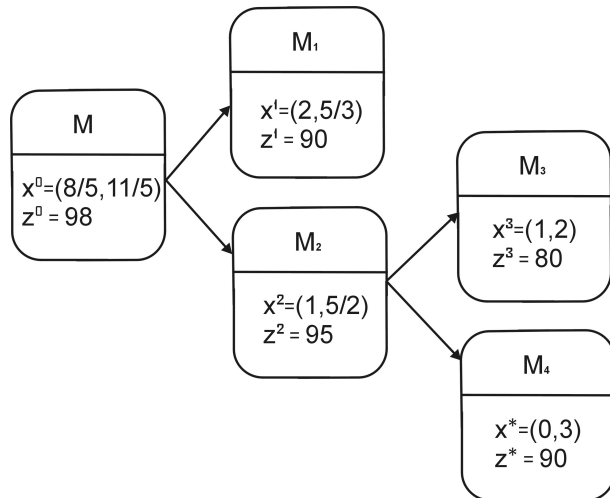 M
x⁰=(8/5,11/5)
z⁰ = 98
M₁
x¹=(2,5/3)
z¹ = 90
M₂
x²=(1,5/2)
z² = 95
M₃
x³=(1,2)
z³ = 80
M₄
x*=(0,3)
z* = 90